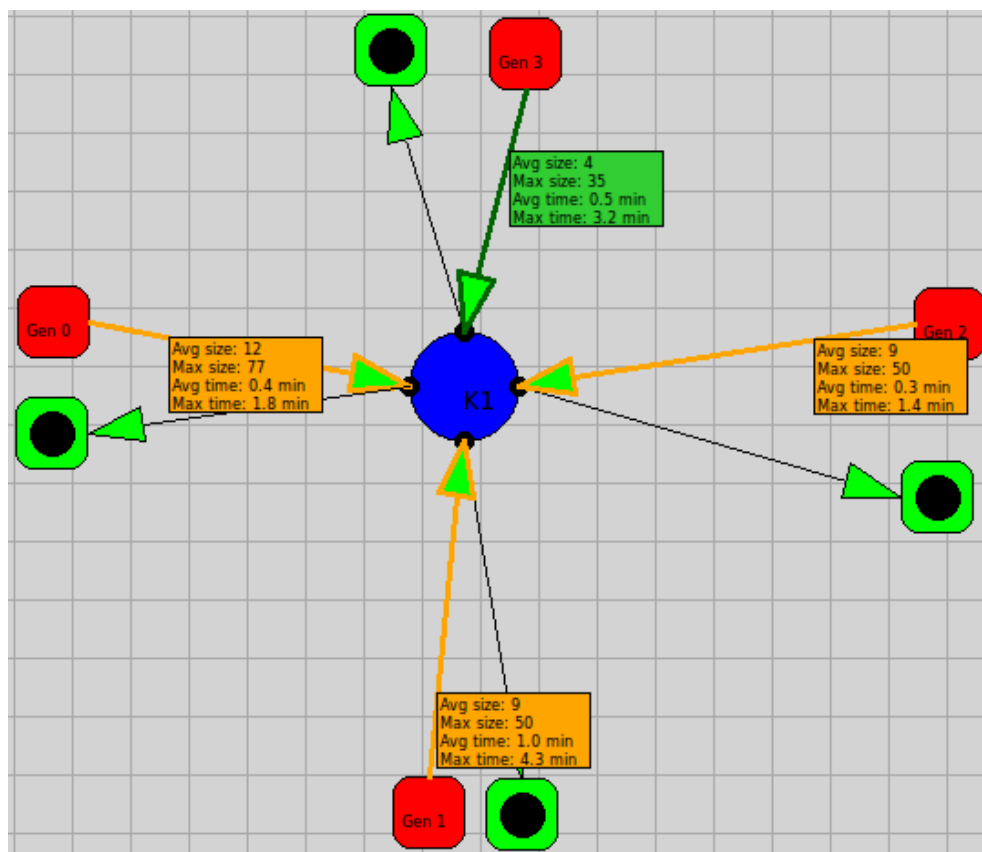 Gen 3
Avg size: 4
Max size: 35
Avg time: 0.5 min
Max time: 3.2 min
Gen 0
Avg size: 12
Max size: 77
Avg time: 0.4 min
Max time: 1.8 min
K1
Gen 2
Avg size: 9
Max size: 50
Avg time: 0.3 min
Max time: 1.4 min
Avg size: 9
Max size: 50
Avg time: 1.0 min
Max time: 4.3 min
Gen 1